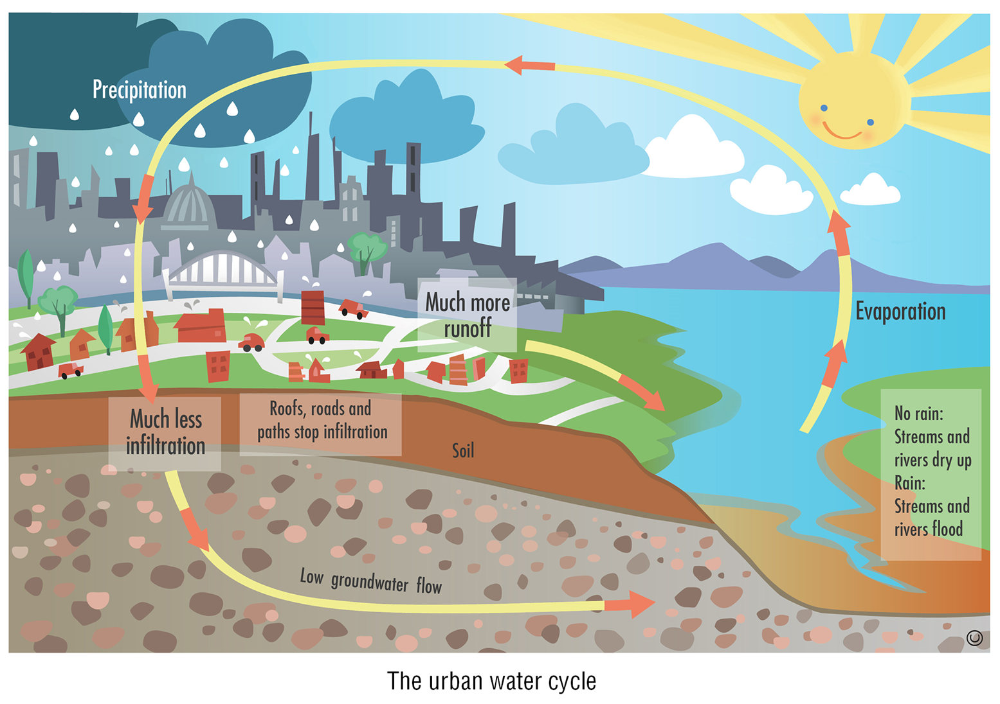 Precipitation
Much more
runoff
Evaporation
Much less
infiltration
Roofs, roads and
paths stop infiltration
Soil
No rain:
Streams and
rivers dry up
Rain:
Streams and
rivers flood
Low groundwater flow
The urban water cycle